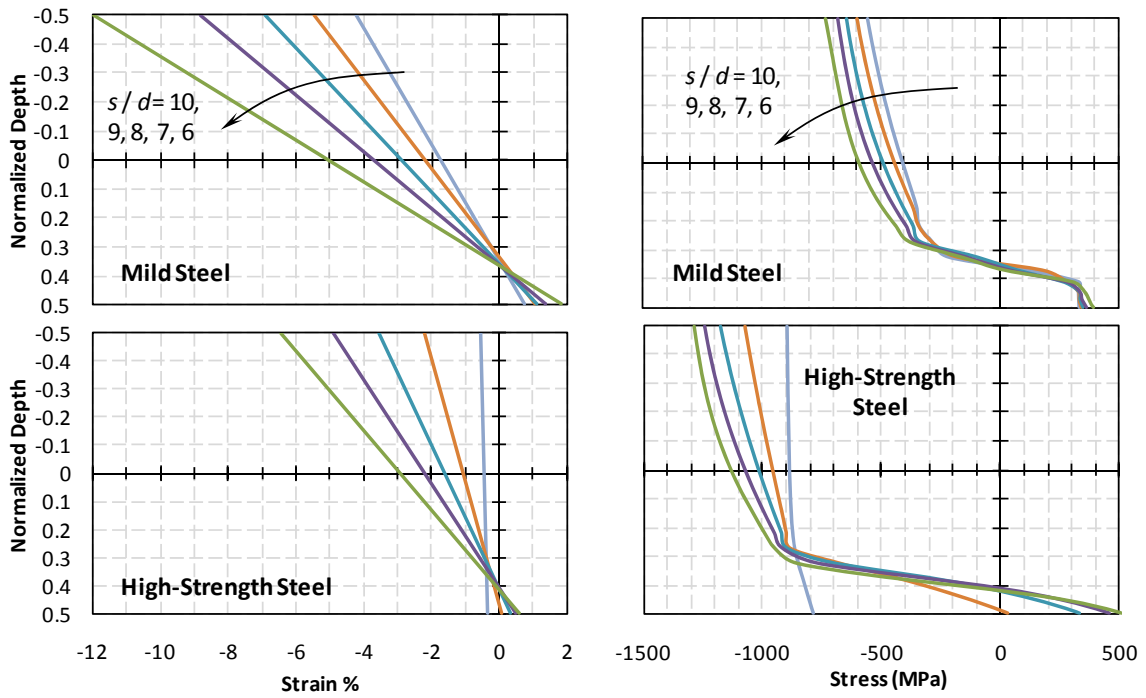 -0.5
-0.3
-0.3
-0.1
0
0.1
0.2
0.3
0.4
0.5
Normalized Depth
s / d = 10,
9, 8, 7, 6
Mild Steel
s / d = 10,
9, 8, 7, 6
Mild Steel
-0.5
-0.4
-0.3
-0.2
-0.1
0
0.1
0.2
0.3
0.4
0.5
Normalized Depth
High-Strength Steel
-12 -10 -8 -6 -4 -2 0 2
Strain %
High-Strength
Steel
-1500 -1000 -500 0 500
Stress (MPa)